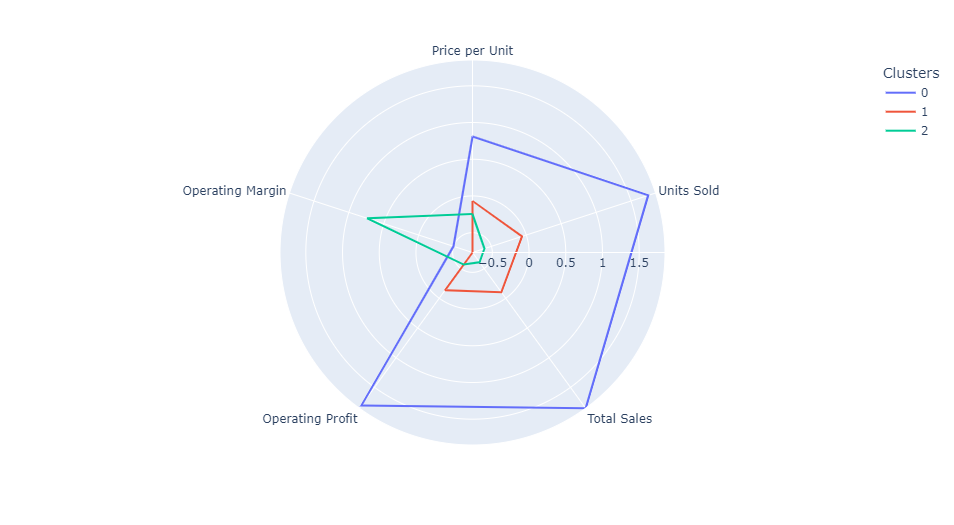 Price per Unit
Clusters
0
1
2
Operating Margin
Units Sold
−0.5 0 0.5 1 1.5
Operating Profit
Total Sales